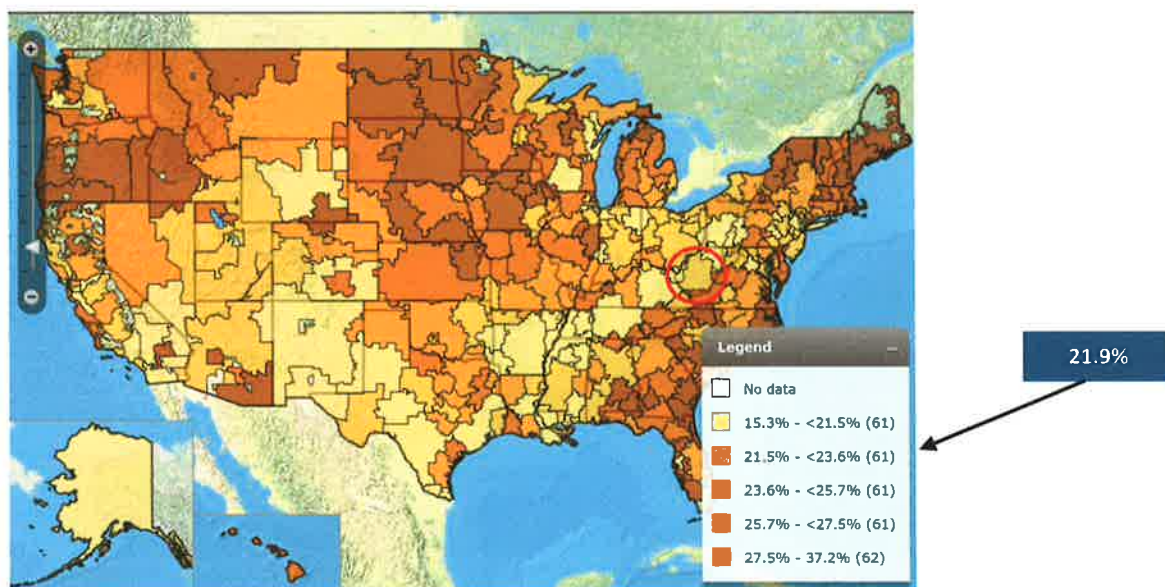 Legend
No data
15.3% - <21.5% (61)
21.5% - <23.6% (61)
23.6% - <25.7% (61)
25.7% - <27.5% (61)
27.5% - 37.2% (62)
21.9%